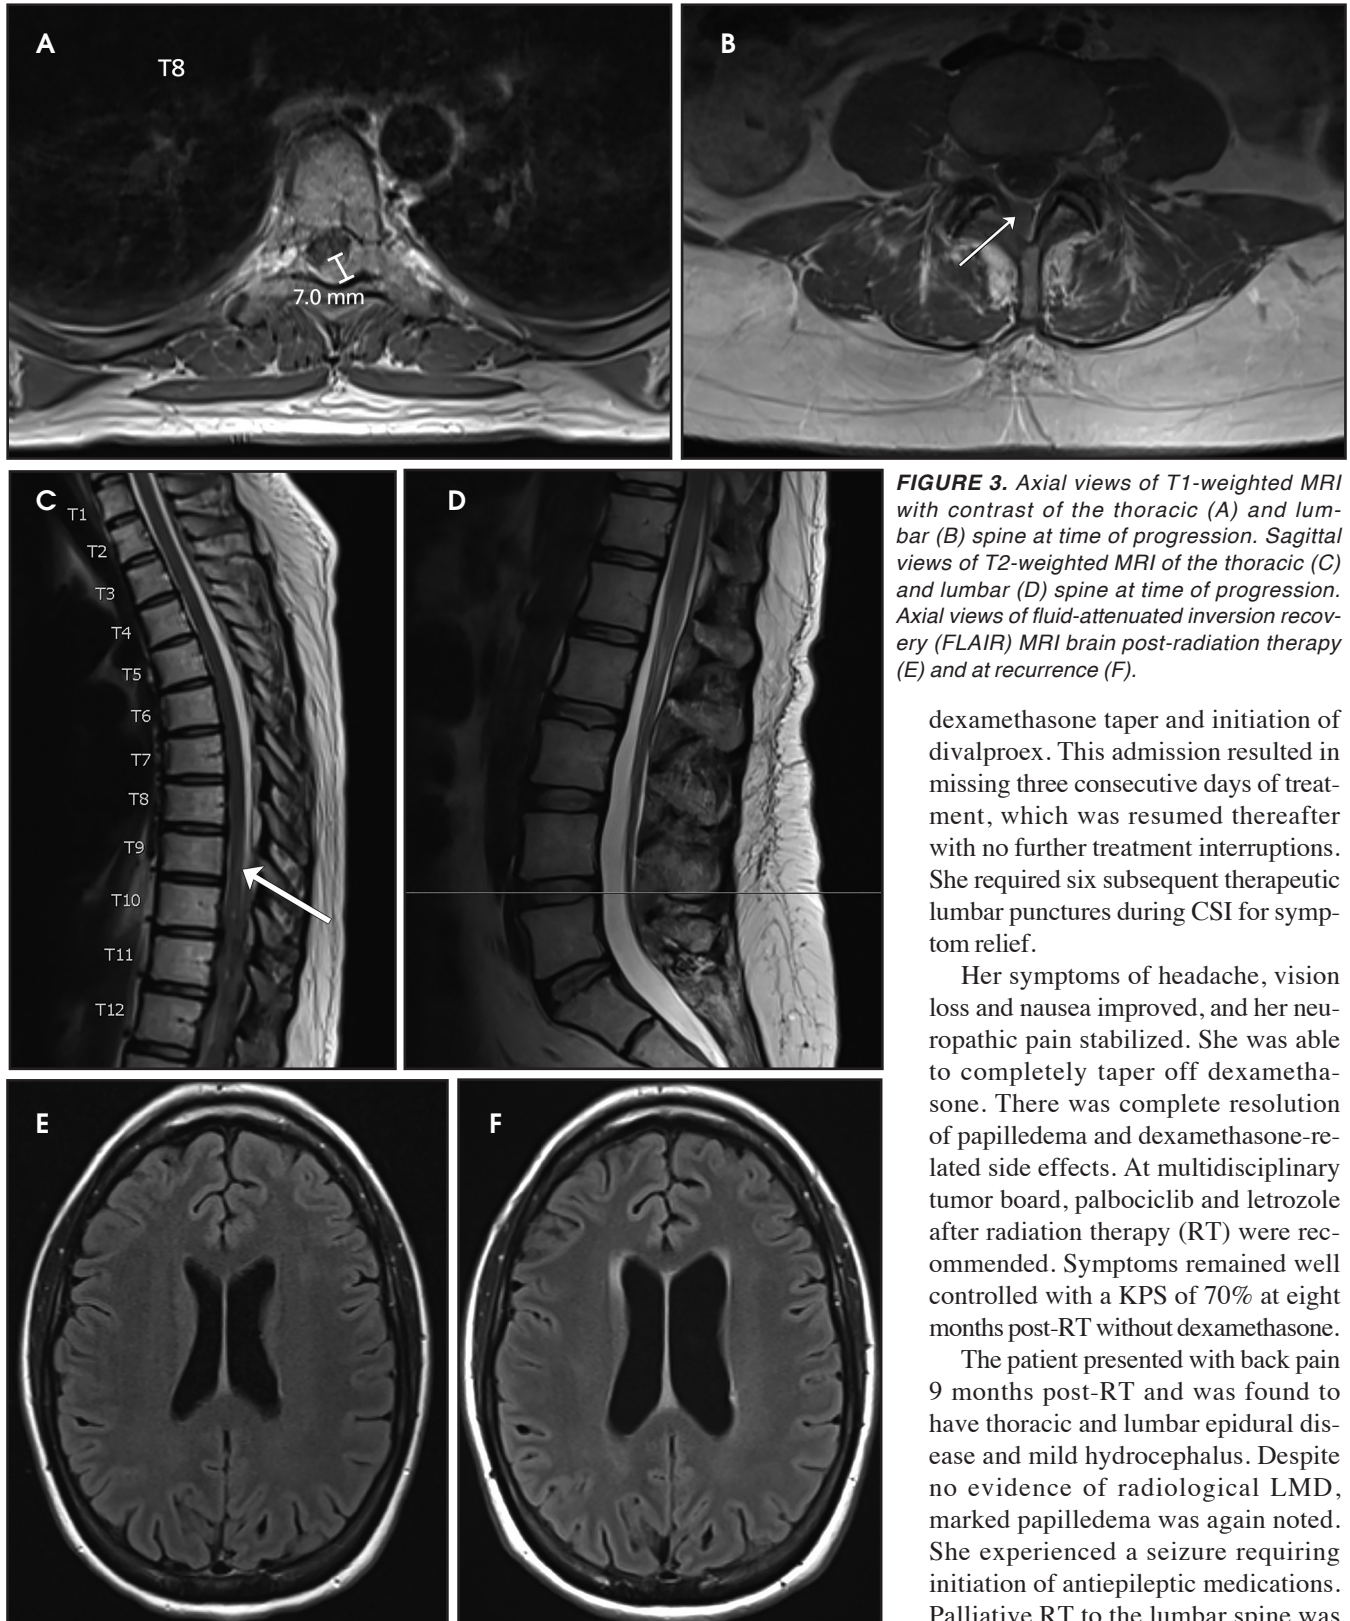 A
T8
7.0 mm
B
C
T1
T2
T3
T4
T5
T6
T7
T8
T9
T10
T11
T12
D
E
F
FIGURE 3. Axial views of T1-weighted MRI
with contrast of the thoracic (A) and lum-
bar (B) spine at time of progression. Sagittal
views of T2-weighted MRI of the thoracic (C)
and lumbar (D) spine at time of progression.
Axial views of fluid-attenuated inversion recov-
ery (FLAIR) MRI brain post-radiation therapy
(E) and at recurrence (F).
dexamethasone taper and initiation of
divalproex. This admission resulted in
missing three consecutive days of treat-
ment, which was resumed thereafter
with no further treatment interruptions.
She required six subsequent therapeutic
lumbar punctures during CSI for symp-
tom relief.
Her symptoms of headache, vision
loss and nausea improved, and her neu-
ropathic pain stabilized. She was able
to completely taper off dexametha-
sone. There was complete resolution
of papilledema and dexamethasone-re-
lated side effects. At multidisciplinary
tumor board, palbociclib and letrozole
after radiation therapy (RT) were rec-
ommended. Symptoms remained well
controlled with a KPS of 70% at eight
months post-RT without dexamethasone.
The patient presented with back pain
9 months post-RT and was found to
have thoracic and lumbar epidural dis-
ease and mild hydrocephalus. Despite
no evidence of radiological LMD,
marked papilledema was again noted.
She experienced a seizure requiring
initiation of antiepileptic medications.
Palliative RT to the lumbar spine was